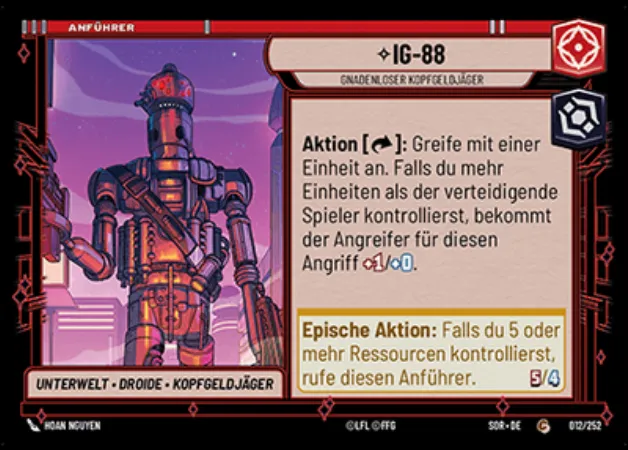 ANFÜHRER
IG-88
GNADENLOSER KOPFGELDJÄGER
Aktion [ ]: Greife mit einer
Einheit an. Falls du mehr
Einheiten als der verteidigende
Spieler kontrollierst, bekommt
der Angreifer für diesen
Angriff +1/+0.
Epische Aktion: Falls du 5 oder
mehr Ressourcen kontrollierst,
rufe diesen Anführer.
5/4
UNTERWELT • DROIDE • KOPFGELDJÄGER
HOAN NGUYEN
©LFL ©FFG
SOR • DE
C
012/252